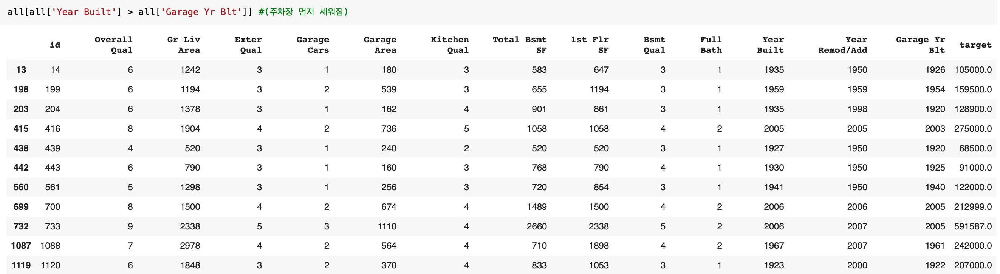 all[all['Year Built'] > all['Garage Yr Blt']] #(주차장 먼저 세워짐)
id Overall Qual Gr Liv Area Exter Qual Garage Cars Garage Area Kitchen Qual Total Bsmt SF 1st Flr SF Bsmt Qual Full Bath Year Built Year Remod/Add Garage Yr Blt target
13 14 6 1242 3 1 180 3 583 647 3 1 1935 1950 1926 105000.0
198 199 6 1194 3 2 539 3 655 1194 3 1 1959 1959 1954 159500.0
203 204 6 1378 3 1 162 4 901 861 3 1 1935 1998 1920 128900.0
415 416 8 1904 4 2 736 5 1058 1058 4 2 2005 2005 2003 275000.0
438 439 4 520 3 1 240 2 520 520 3 1 1927 1950 1920 68500.0
442 443 6 790 3 1 160 3 768 790 4 1 1930 1950 1925 91000.0
560 561 5 1298 3 1 256 3 720 854 3 1 1941 1950 1940 122000.0
699 700 8 1500 4 2 674 4 1489 1500 4 2 2006 2006 2005 212999.0
732 733 9 2338 5 3 1110 4 2660 2338 5 2 2006 2007 2005 591587.0
1087 1088 7 2978 4 2 564 4 710 1898 4 2 1967 2007 1961 242000.0
1119 1120 6 1848 3 2 370 4 833 1053 3 1 1923 2000 1922 207000.0